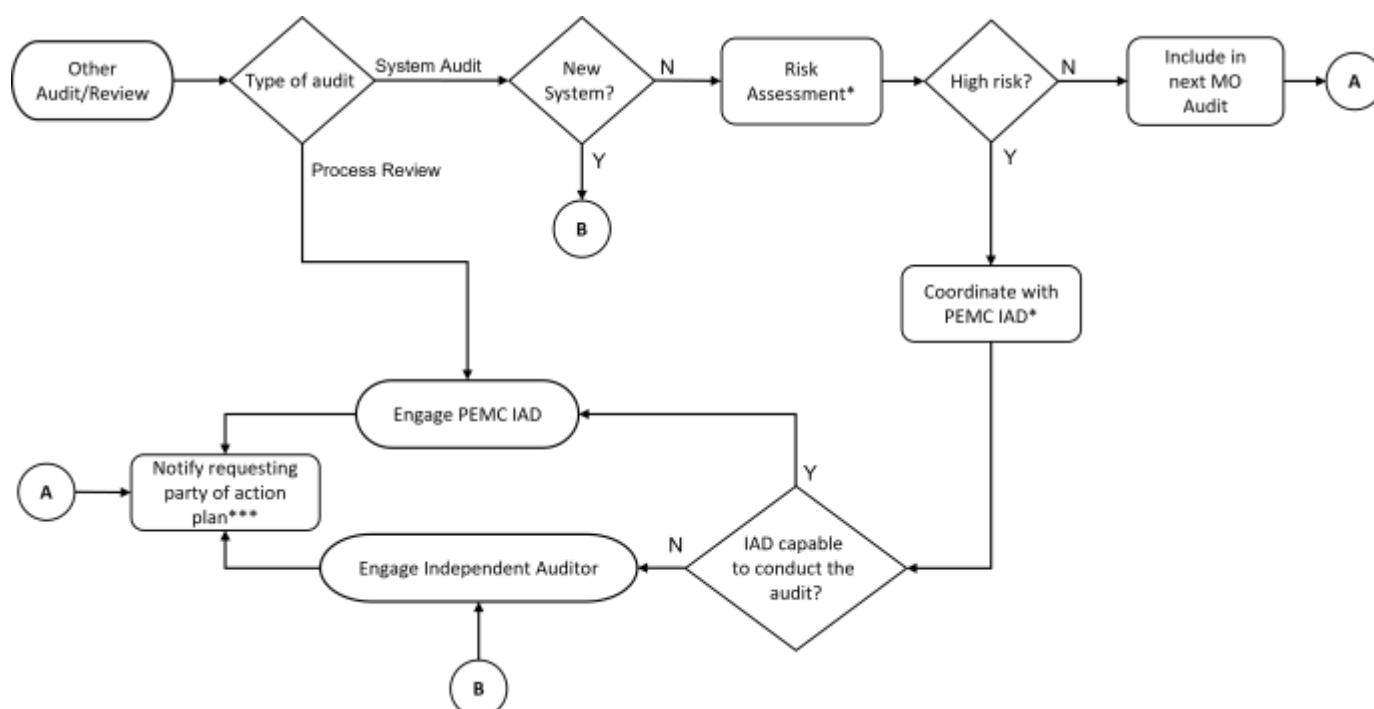 Other
Audit/Review
Type of audit
System Audit
New
System?
N
Risk
Assessment*
High risk?
N
Include in
next MO
Audit
A
Process Review
Y
B
Y
Coordinate with
PEMC IAD*
Engage PEMC IAD
A
Notify requesting
party of action
plan***
Y
Engage Independent Auditor
N
IAD capable
to conduct the
audit?
B